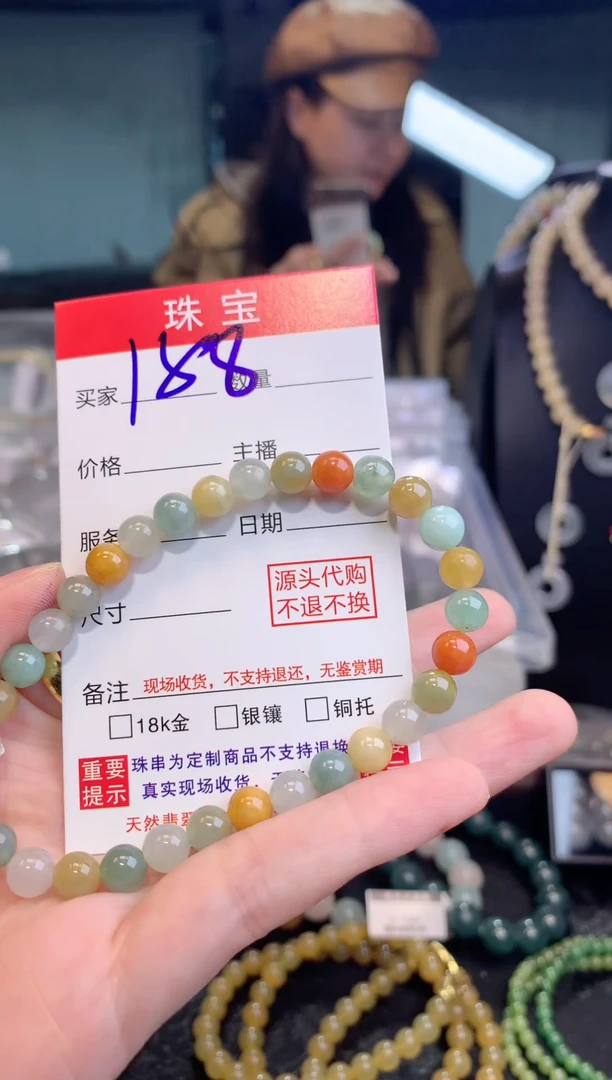 珠宝
188
买家 数量
价格 主播
服务 日期
源头代购
不退不换
尺寸
备注 现场收货，不支持退还，无鉴赏期
18k金 银镶 铜托
重要
提示
珠串为定制商品不支持退换
真实现场收货
天然翡翠